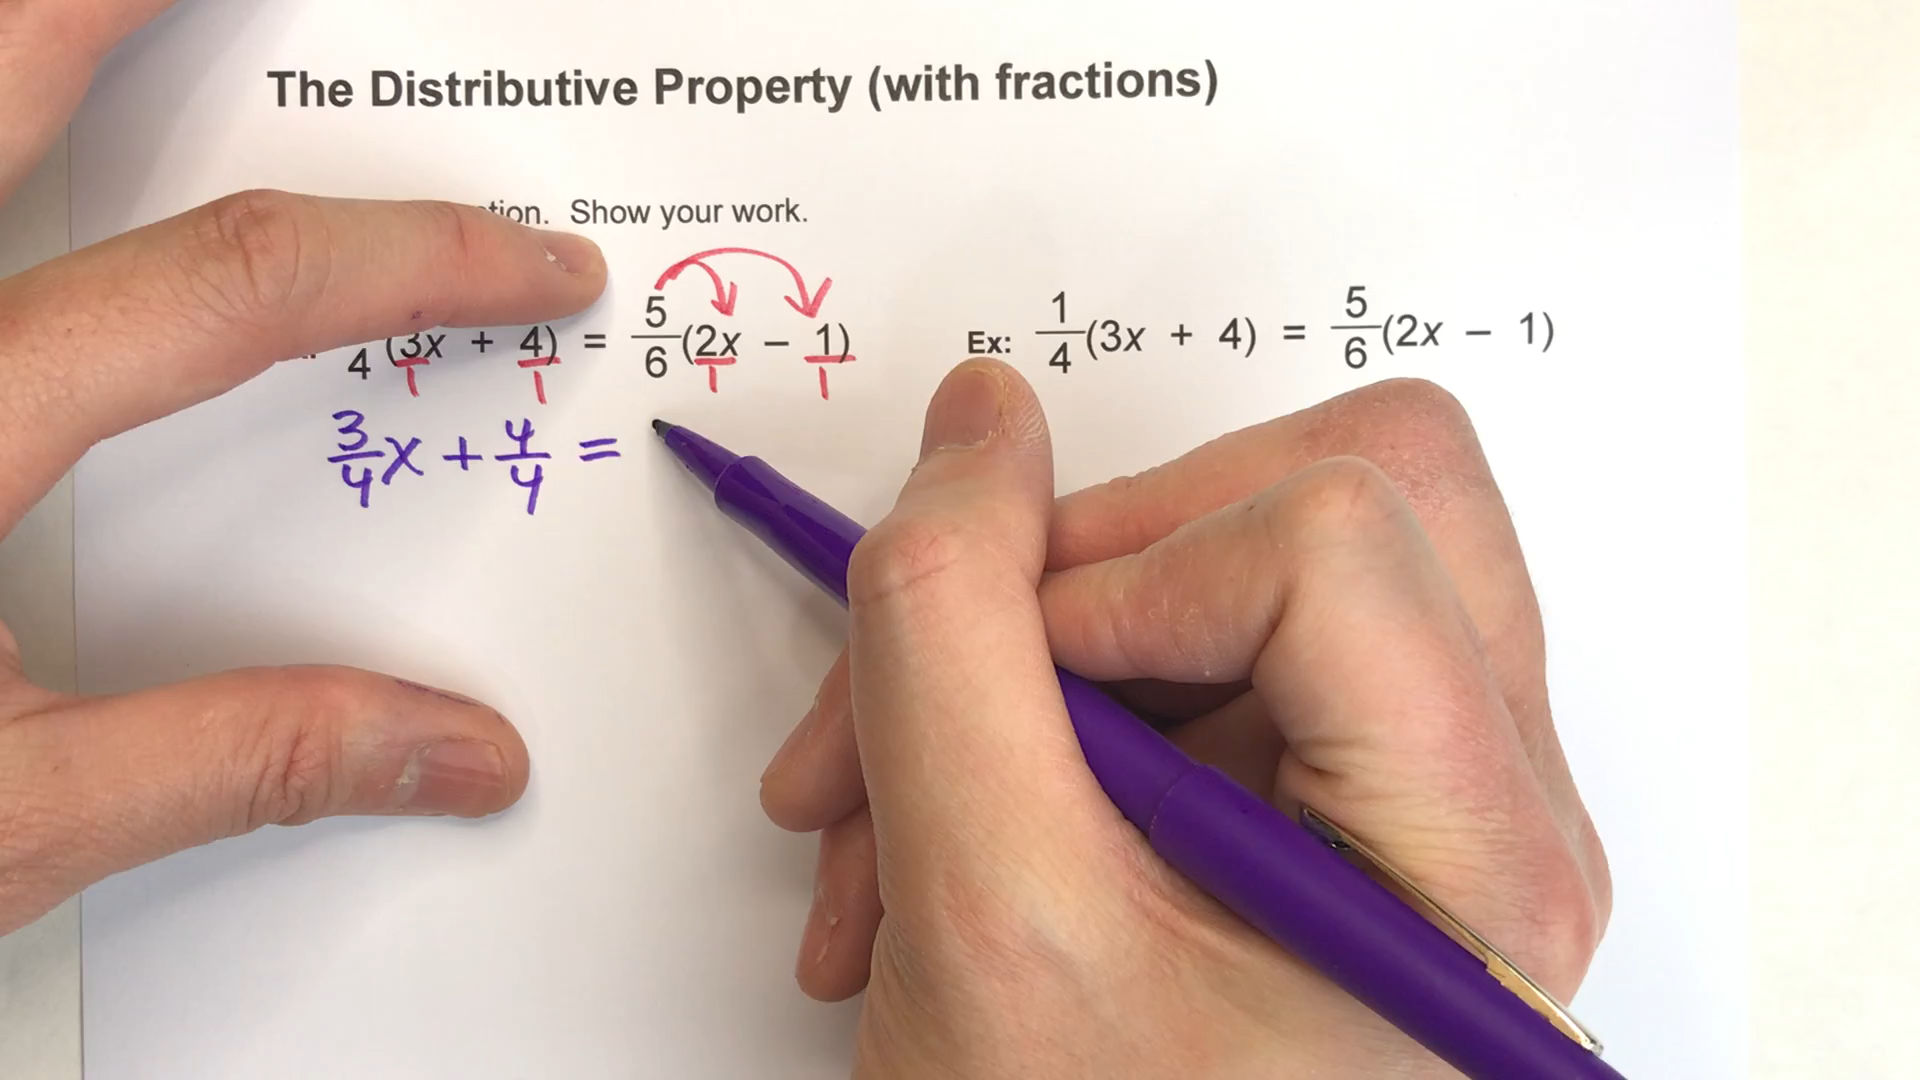 The Distributive Property (with fractions)
tion. Show your work.
4 (3x + 4) = 5/6 (2x − 1)
1 1 1 1
Ex: 1/4 (3x + 4) = 5/6 (2x − 1)
3/4 x + 4/4 =